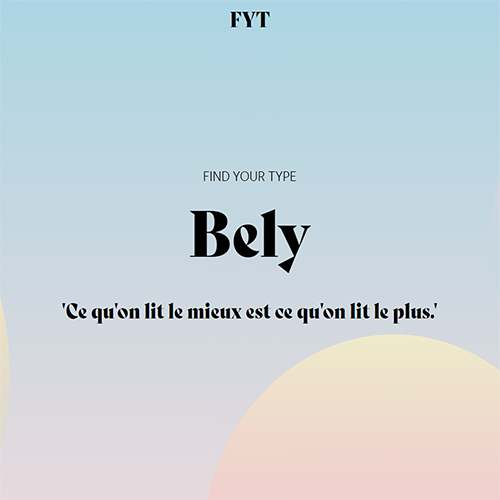 FYT
FIND YOUR TYPE
Bely
'Ce qu'on lit le mieux est ce qu'on lit le plus.'